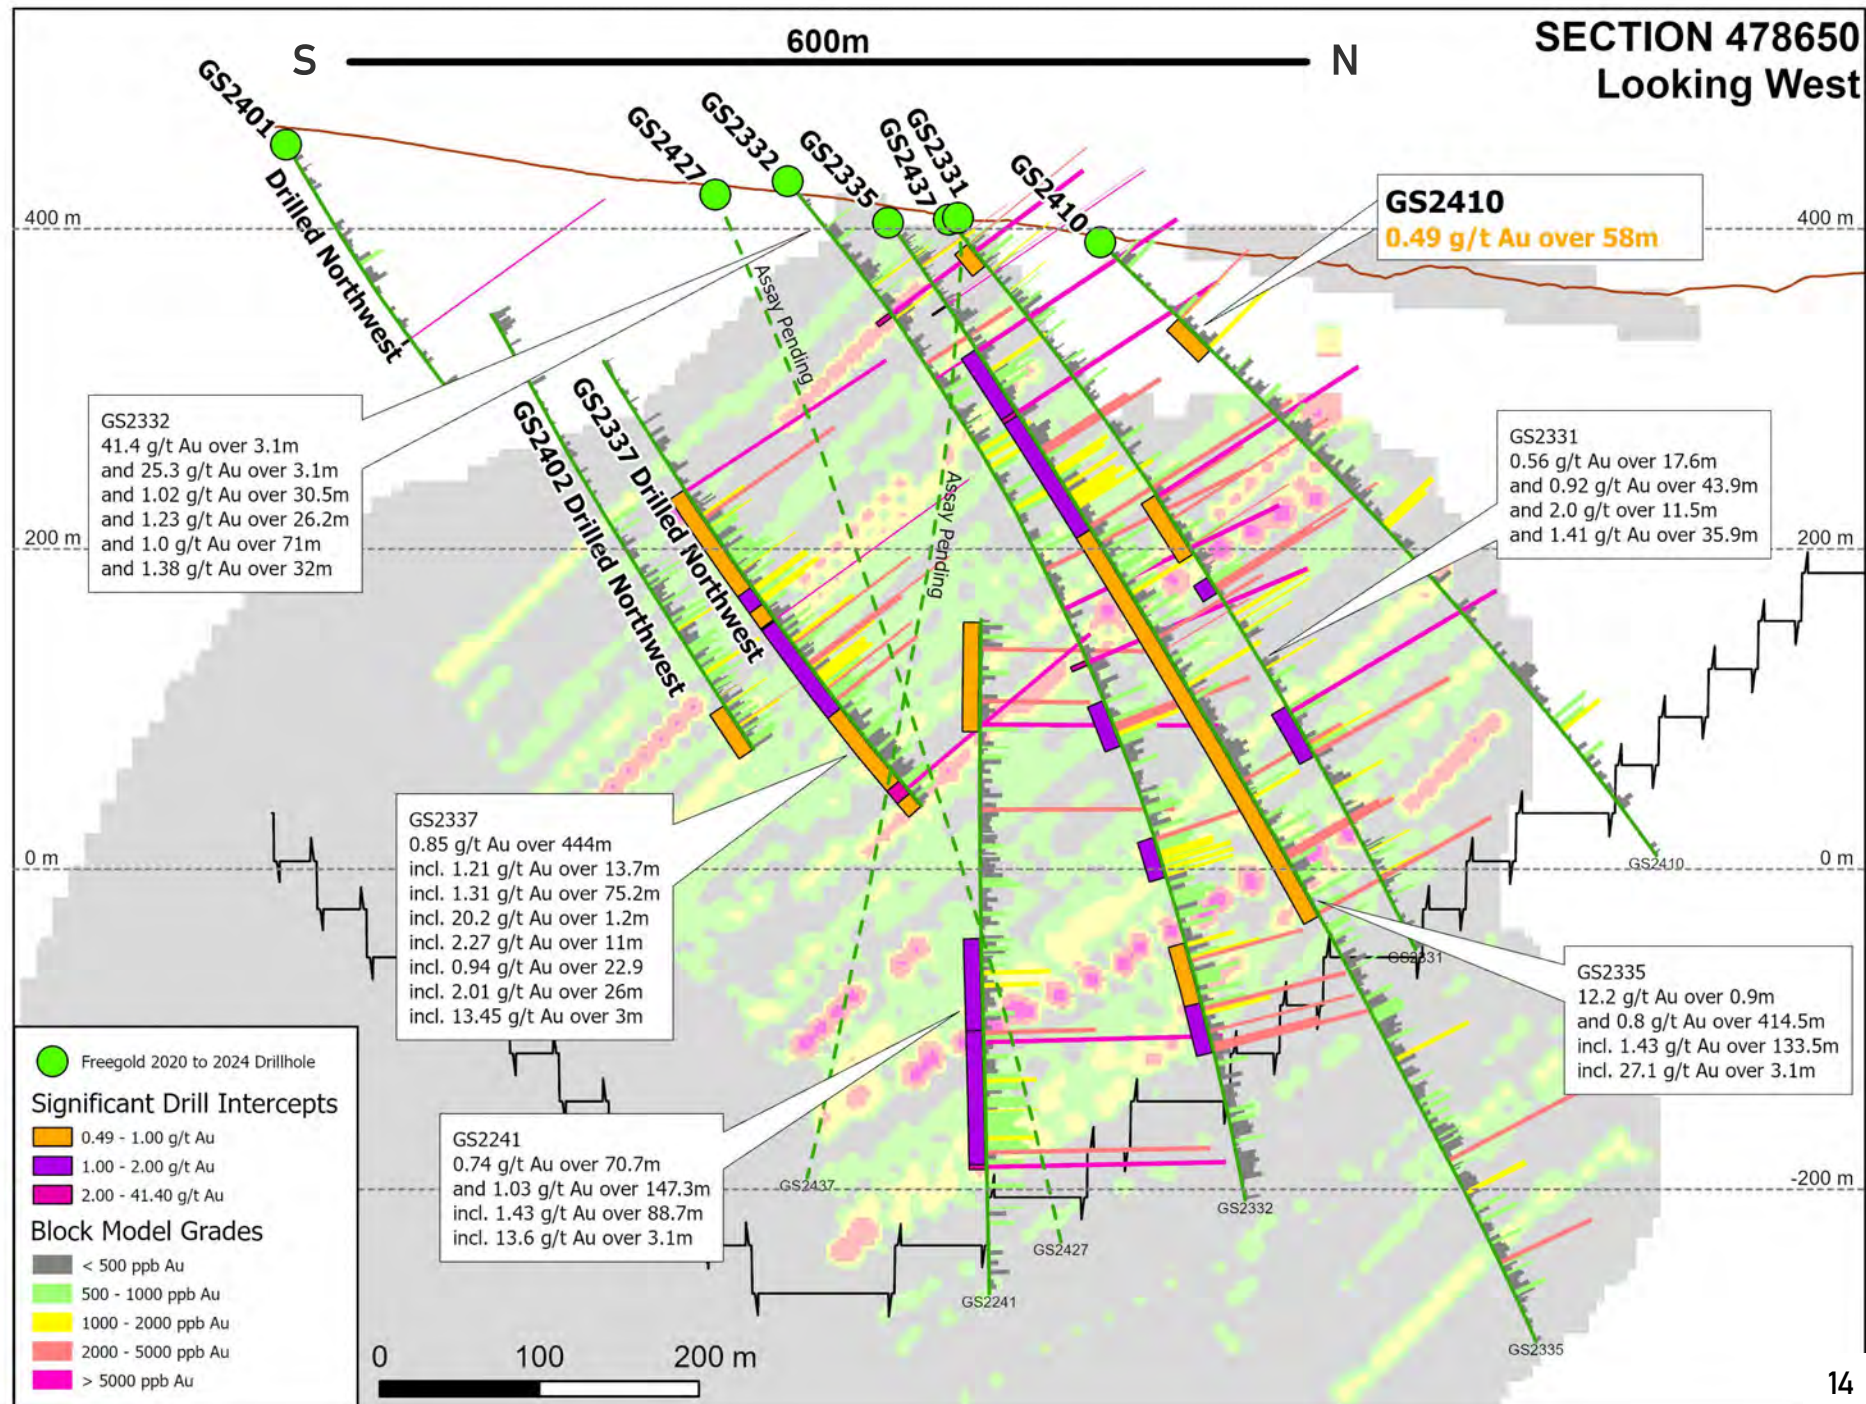 SECTION 478650
Looking West
S
600m
N
GS2401
GS2427
GS2332
GS2335
GS2437
GS2331
GS2410
Drilled Northwest
400 m
400 m
GS2410
0.49 g/t Au over 58m
Assay Pending
GS2332
41.4 g/t Au over 3.1m
and 25.3 g/t Au over 3.1m
and 1.02 g/t Au over 30.5m
and 1.23 g/t Au over 26.2m
and 1.0 g/t Au over 71m
and 1.38 g/t Au over 32m
GS2402 Drilled Northwest
GS2337 Drilled Northwest
Assay Pending
GS2331
0.56 g/t Au over 17.6m
and 0.92 g/t Au over 43.9m
and 2.0 g/t over 11.5m
and 1.41 g/t Au over 35.9m
200 m
200 m
GS2337
0.85 g/t Au over 444m
incl. 1.21 g/t Au over 13.7m
incl. 1.31 g/t Au over 75.2m
incl. 20.2 g/t Au over 1.2m
incl. 2.27 g/t Au over 11m
incl. 0.94 g/t Au over 22.9
incl. 2.01 g/t Au over 26m
incl. 13.45 g/t Au over 3m
0 m
0 m
GS2410
GS2331
GS2335
12.2 g/t Au over 0.9m
and 0.8 g/t Au over 414.5m
incl. 1.43 g/t Au over 133.5m
incl. 27.1 g/t Au over 3.1m
GS2241
0.74 g/t Au over 70.7m
and 1.03 g/t Au over 147.3m
incl. 1.43 g/t Au over 88.7m
incl. 13.6 g/t Au over 3.1m
-200 m
GS2437
GS2332
GS2427
GS2241
GS2335
Freegold 2020 to 2024 Drillhole
Significant Drill Intercepts
0.49 - 1.00 g/t Au
1.00 - 2.00 g/t Au
2.00 - 41.40 g/t Au
Block Model Grades
< 500 ppb Au
500 - 1000 ppb Au
1000 - 2000 ppb Au
2000 - 5000 ppb Au
> 5000 ppb Au
0 100 200 m
14